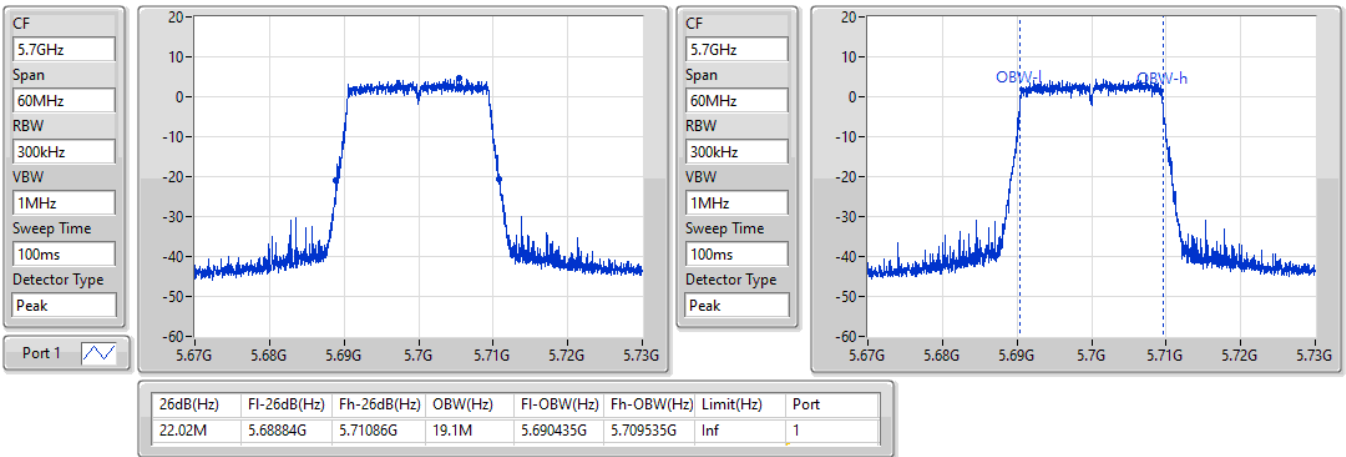 CF
5.7GHz
Span
60MHz
RBW
300kHz
VBW
1MHz
Sweep Time
100ms
Detector Type
Peak
Port 1
20
10
0
-10
-20
-30
-40
-50
-60
5.67G 5.68G 5.69G 5.7G 5.71G 5.72G 5.73G
CF
5.7GHz
Span
60MHz
RBW
300kHz
VBW
1MHz
Sweep Time
100ms
Detector Type
Peak
20
10
0
-10
-20
-30
-40
-50
-60
OBW-l OBW-h
5.67G 5.68G 5.69G 5.7G 5.71G 5.72G 5.73G
26dB(Hz) Fl-26dB(Hz) Fh-26dB(Hz) OBW(Hz) Fl-OBW(Hz) Fh-OBW(Hz) Limit(Hz) Port
22.02M 5.68884G 5.71086G 19.1M 5.690435G 5.709535G Inf 1